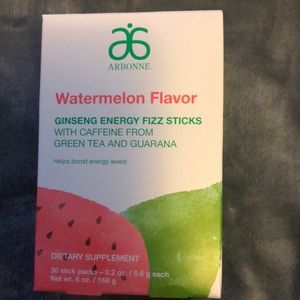 ARBONNE.
Watermelon Flavor
GINSENG ENERGY FIZZ STICKS
WITH CAFFEINE FROM
GREEN TEA AND GUARANA
Helps boost energy levels¹
DIETARY SUPPLEMENT
30 stick packs – 0.2 oz. / 5.6 g each
Net wt. 6 oz. / 168 g